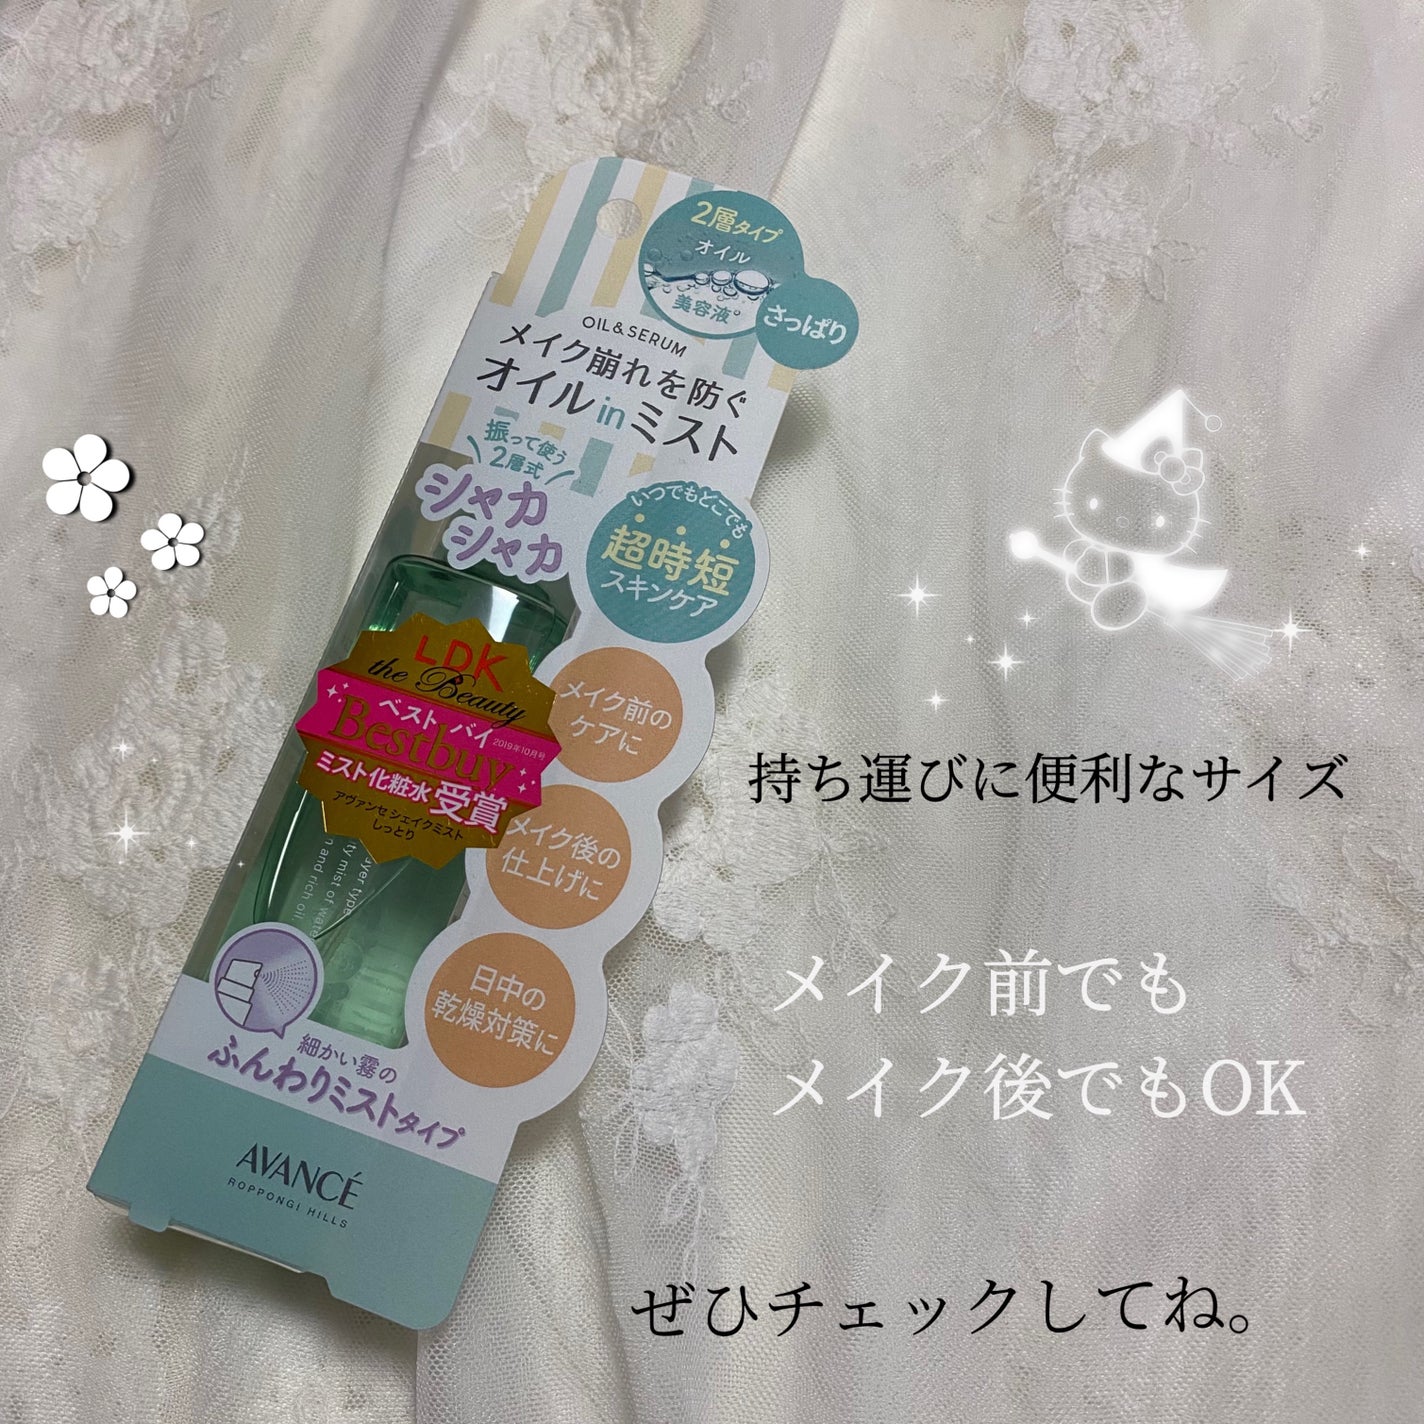 2層タイプ
オイル
美容液
さっぱり
OIL&SERUM
メイク崩れを防ぐ
オイルinミスト
振って使う
2層式
シャカ
シャカ
いつでもどこでも
超時短
スキンケア
LDK
the Beauty
ベストバイ
2019年10月号
Bestbuy
ミスト化粧水 受賞
アヴァンセ シェイクミスト
しっとり
メイク前の
ケアに
メイク後の
仕上げに
日中の
乾燥対策に
細かい霧の
ふんわりミストタイプ
AVANCÉ
ROPPONGI HILLS
持ち運びに便利なサイズ
メイク前でも
メイク後でもOK
ぜひチェックしてね。